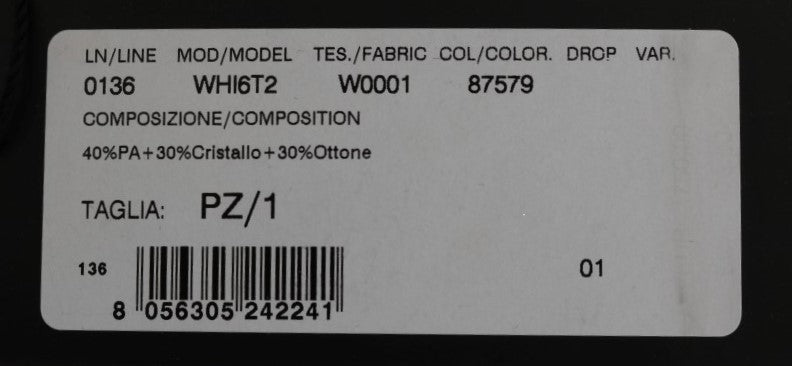 LN/LINE MOD/MODEL TES./FABRIC COL/COLOR. DROP VAR.
0136 WHI6T2 W0001 87579
COMPOSIZIONE/COMPOSITION
40%PA+30%Cristallo+30%Ottone
TAGLIA: PZ/1
136 01
8 056305 242241